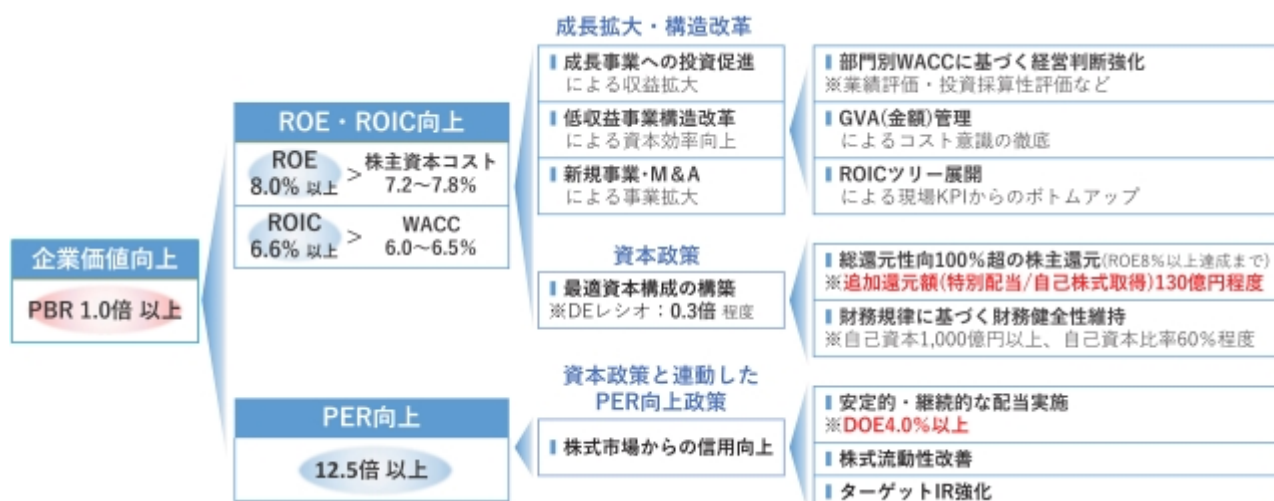 企業価値向上
PBR 1.0倍 以上
ROE・ROIC向上
ROE
8.0% 以上
>
株主資本コスト
7.2～7.8%
ROIC
6.6% 以上
>
WACC
6.0～6.5%
PER向上
12.5倍 以上
成長拡大・構造改革
成長事業への投資促進
による収益拡大
低収益事業構造改革
による資本効率向上
新規事業・M&A
による事業拡大
資本政策
最適資本構成の構築
※DEレシオ：0.3倍 程度
資本政策と連動した
PER向上政策
株式市場からの信用向上
部門別WACCに基づく経営判断強化
※業績評価・投資採算性評価など
GVA(金額)管理
によるコスト意識の徹底
ROICツリー展開
による現場KPIからのボトムアップ
総還元性向100%超の株主還元(ROE8%以上達成まで)
※追加還元額(特別配当/自己株式取得)130億円程度
財務規律に基づく財務健全性維持
※自己資本1,000億円以上、自己資本比率60%程度
安定的・継続的な配当実施
※DOE4.0%以上
株式流動性改善
ターゲットIR強化